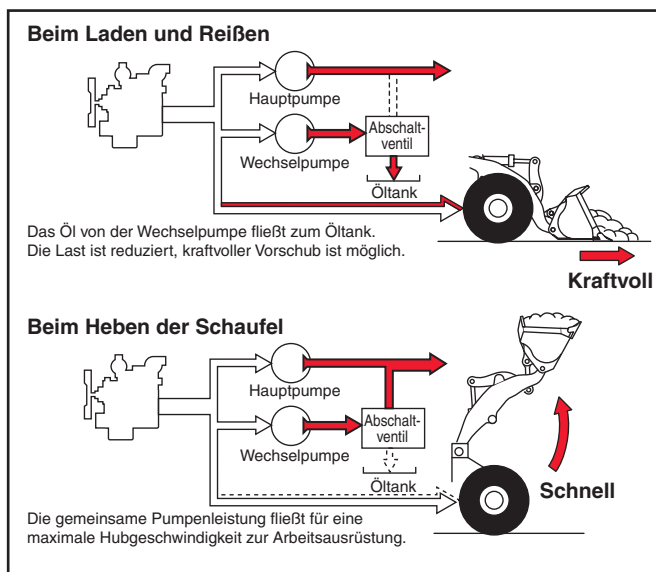 Beim Laden und Reißen
Hauptpumpe
Abschalt-
ventil
Wechselpumpe
Öltank
Das Öl von der Wechselpumpe fließt zum Öltank.
Die Last ist reduziert, kraftvoller Vorschub ist möglich.
Kraftvoll
Beim Heben der Schaufel
Hauptpumpe
Abschalt-
ventil
Wechselpumpe
Öltank
Schnell
Die gemeinsame Pumpenleistung fließt für eine
maximale Hubgeschwindigkeit zur Arbeitsausrüstung.